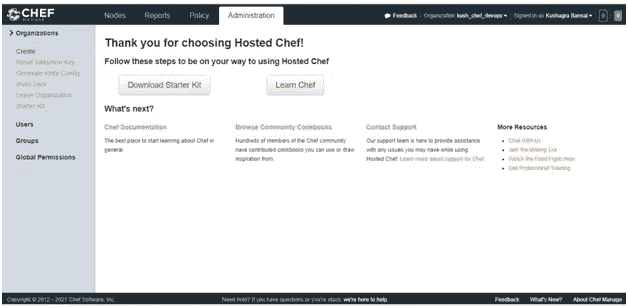 CHEF
MANAGE
Nodes Reports Policy Administration
Feedback Organization kush_chef_devops Signed in as Kushagra Bansal 0 0
Organizations
Create
Reset Validation Key
Generate Knife Config
Invite User
Leave Organization
Starter Kit
Users
Groups
Global Permissions
Thank you for choosing Hosted Chef!
Follow these steps to be on your way to using Hosted Chef
Download Starter Kit Learn Chef
What's next?
Chef Documentation
The best place to start learning about Chef in
general.
Browse Community Cookbooks
Hundreds of members of the Chef community
have contributed cookbooks you can use or draw
inspiration from.
Contact Support
Our support team is here to provide assistance
with any issues you may have while using
Hosted Chef. Learn more about support for Chef.
More Resources
Chat With Us
Join the Mailing List
Watch the Food Fight show
Get Professional Training
Copyright © 2012 - 2021 Chef Software, Inc. Need help? If you have questions or you're stuck, we're here to help. Feedback What's New? About Chef Manage